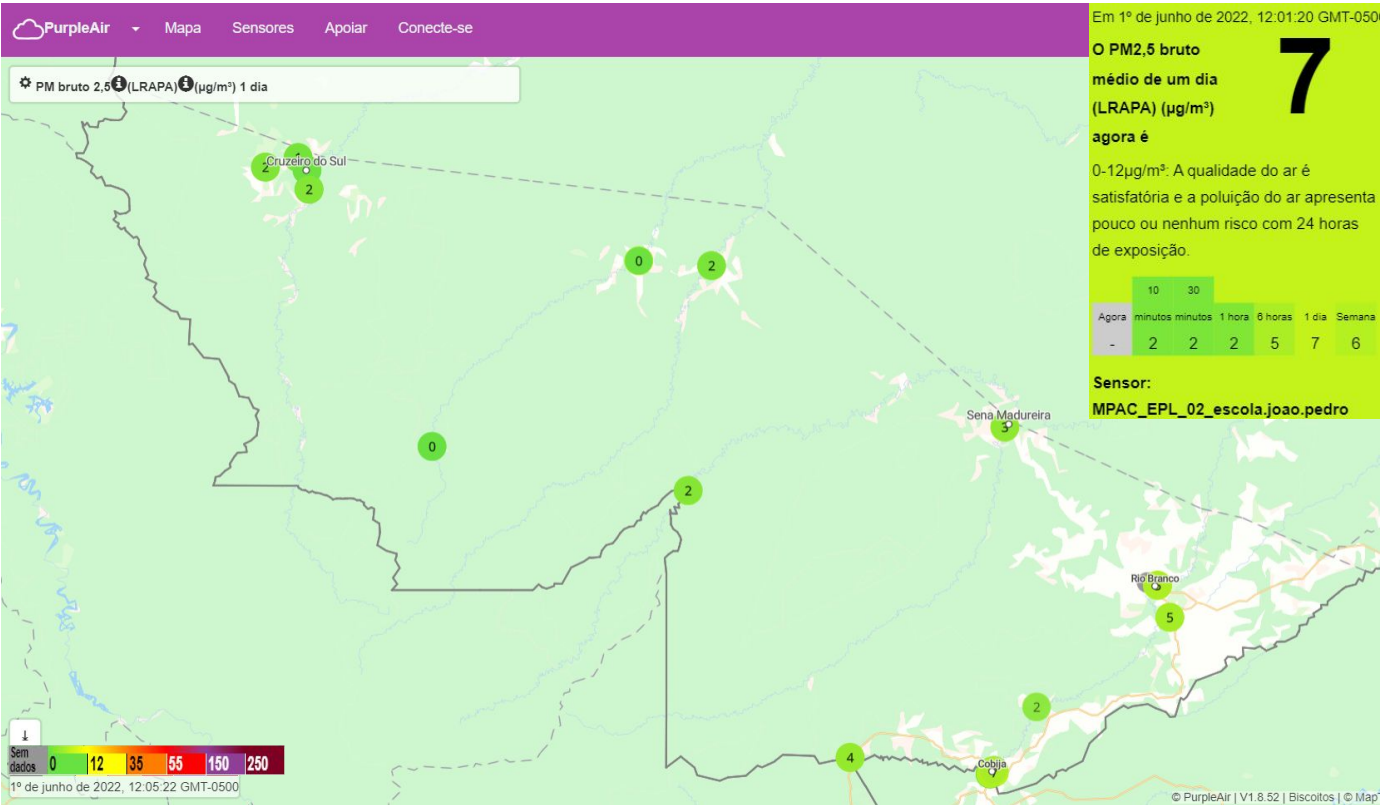 PurpleAir Mapa Sensores Apoiar Conecte-se
PM bruto 2,5 (LRAPA) (µg/m³) 1 dia
Em 1º de junho de 2022, 12:01:20 GMT-050
O PM2,5 bruto
médio de um dia
(LRAPA) (µg/m³)
agora é
7
0-12µg/m³: A qualidade do ar é
satisfatória e a poluição do ar apresenta
pouco ou nenhum risco com 24 horas
de exposição.
10 30
Agora minutos minutos 1 hora 6 horas 1 dia Semana
- 2 2 2 5 7 6
Sensor:
MPAC_EPL_02_escola.joao.pedro
2
Cruzeiro do Sul
2
0
2
0
2
Sena Madureira
3
Rio Branco
5
2
4
Cobija
7
Sem
dados 0 12 35 55 150 250
1º de junho de 2022, 12:05:22 GMT-0500
© PurpleAir | V1.8.52 | Biscoitos | © Map